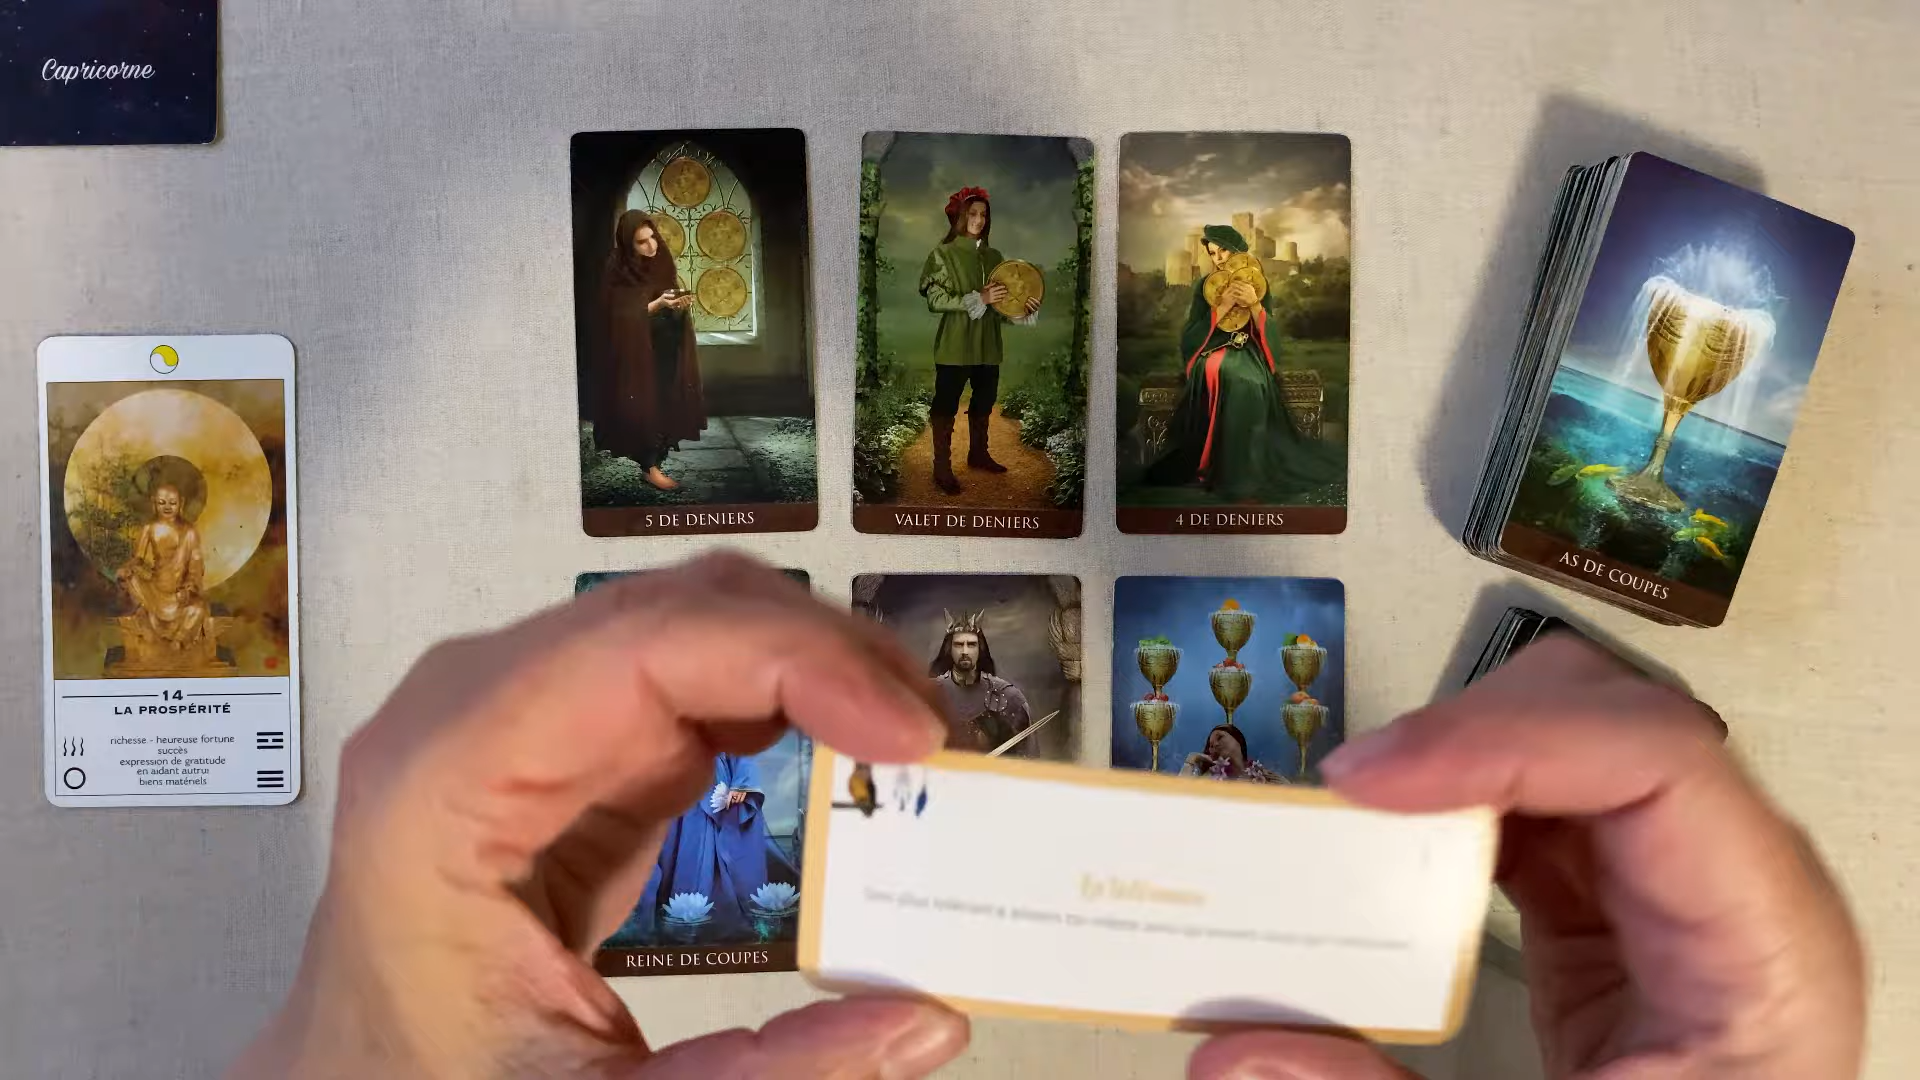 Capricorne
5 DE DENIERS
VALET DE DENIERS
4 DE DENIERS
AS DE COUPES
14
LA PROSPÉRITÉ
richesse - heureuse fortune
succès
expression de gratitude
en aidant autrui
biens matériels
REINE DE COUPES